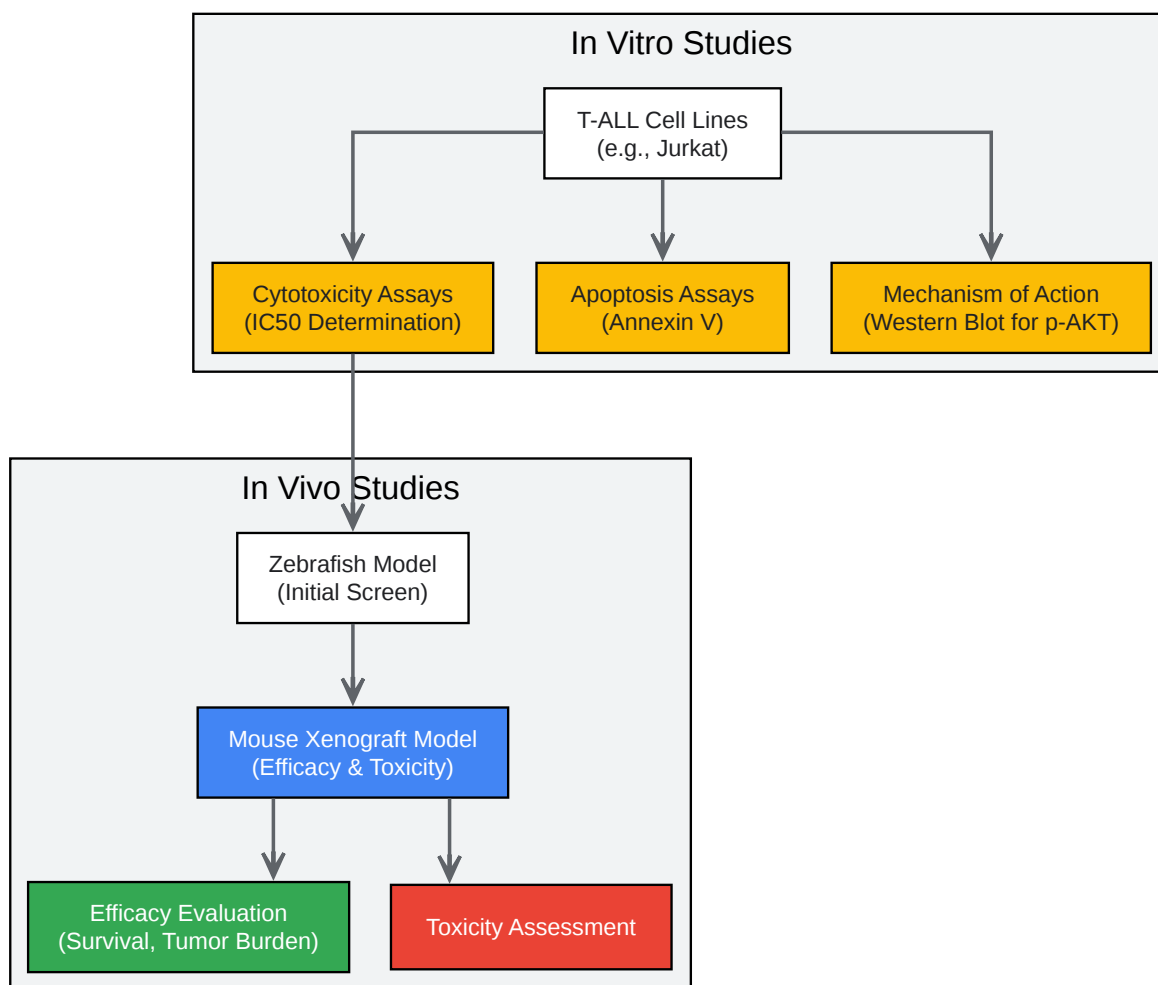 In Vitro Studies
T-ALL Cell Lines
(e.g., Jurkat)
Cytotoxicity Assays
(IC50 Determination)
Apoptosis Assays
(Annexin V)
Mechanism of Action
(Western Blot for p-AKT)
In Vivo Studies
Zebrafish Model
(Initial Screen)
Mouse Xenograft Model
(Efficacy & Toxicity)
Efficacy Evaluation
(Survival, Tumor Burden)
Toxicity Assessment